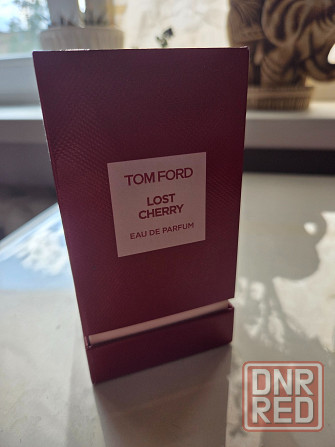 TOM FORD
LOST
CHERRY
EAU DE PARFUM
DNR
RED